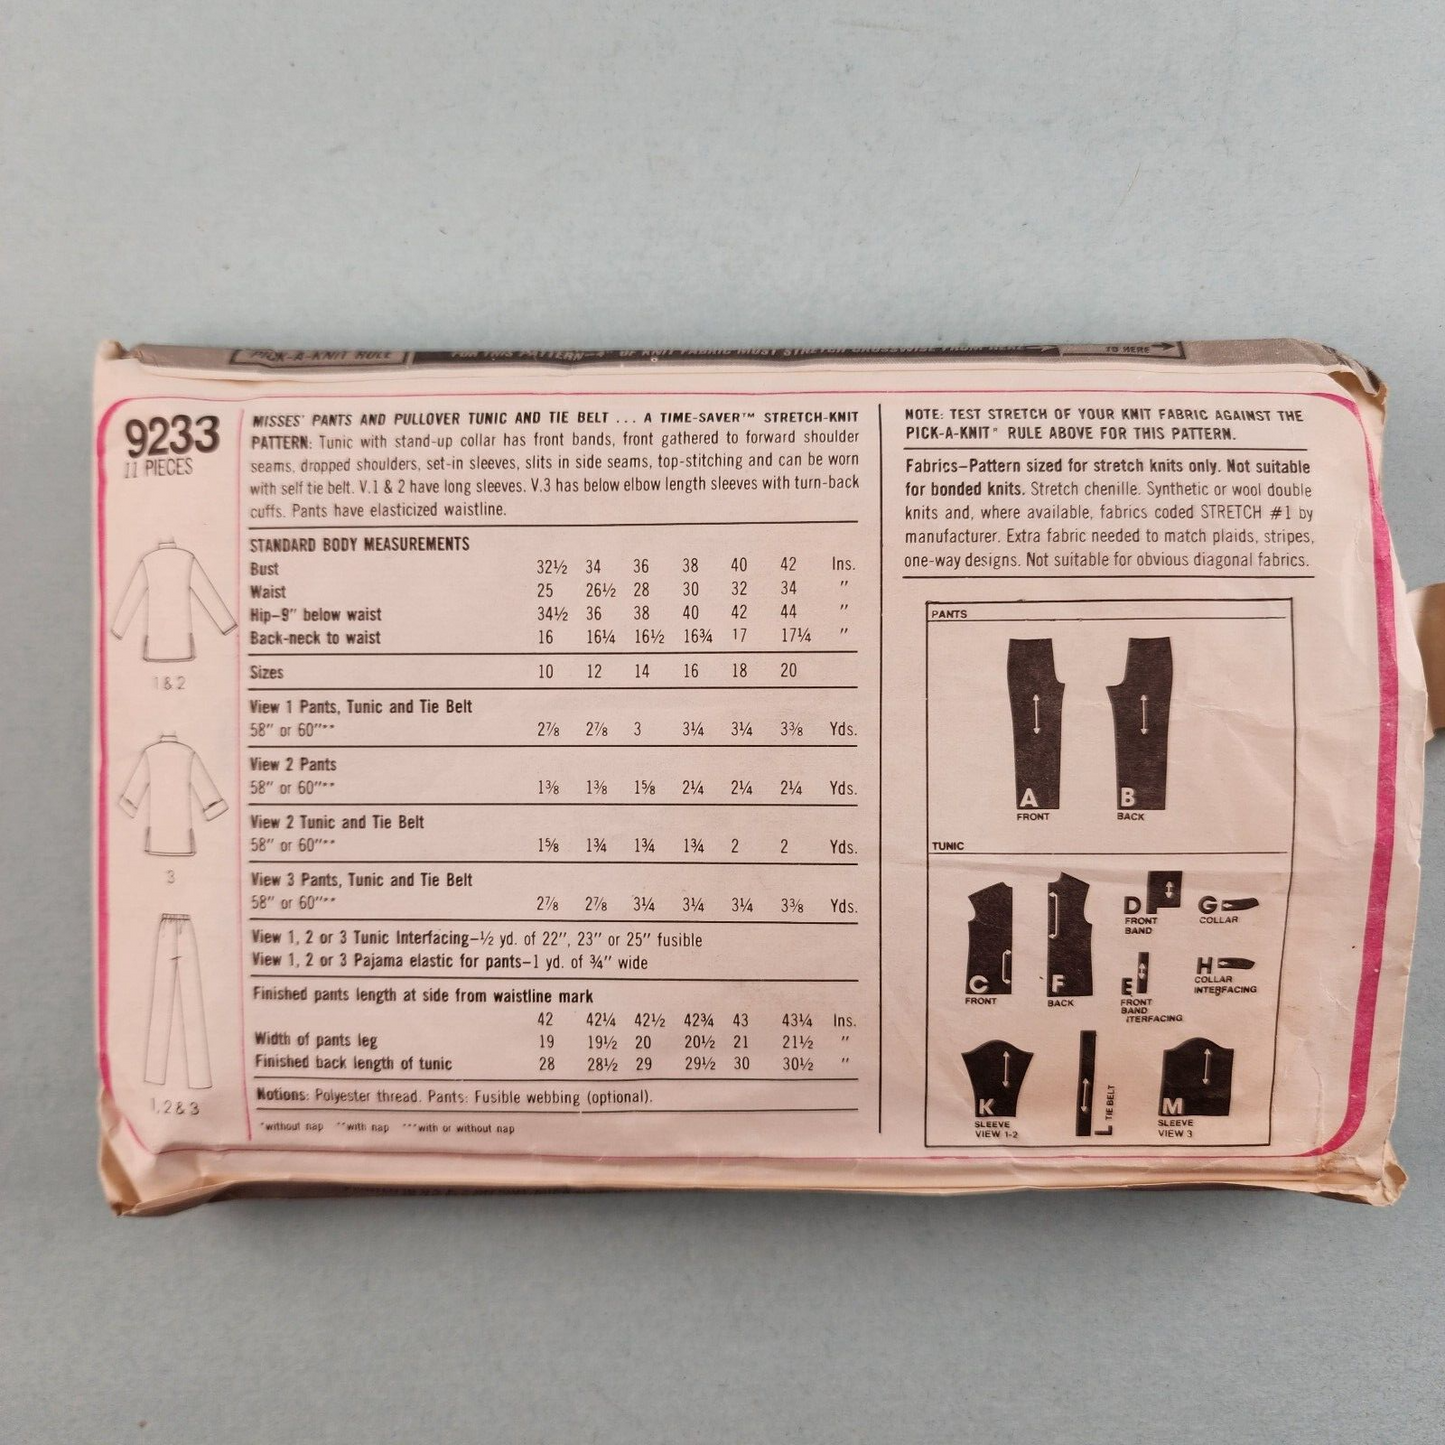 PICK-A-KNIT RULE
FOR THIS PATTERN—4" OF KNIT FABRIC MUST STRETCH CROSSWISE FROM HERE
TO HERE
9233
11 PIECES
MISSES' PANTS AND PULLOVER TUNIC AND TIE BELT ... A TIME-SAVER™ STRETCH-KNIT
PATTERN: Tunic with stand-up collar has front bands, front gathered to forward shoulder
seams, dropped shoulders, set-in sleeves, slits in side seams, top-stitching and can be worn
with self tie belt. V.1 & 2 have long sleeves. V.3 has below elbow length sleeves with turn-back
cuffs. Pants have elasticized waistline.
STANDARD BODY MEASUREMENTS
Bust 32½ 34 36 38 40 42 Ins.
Waist 25 26½ 28 30 32 34 "
Hip–9" below waist 34½ 36 38 40 42 44 "
Back-neck to waist 16 16¼ 16½ 16¾ 17 17¼ "
Sizes 10 12 14 16 18 20
View 1 Pants, Tunic and Tie Belt
58" or 60"** 2⅞ 2⅞ 3 3¼ 3¼ 3⅜ Yds.
View 2 Pants
58" or 60"** 1⅜ 1⅜ 1⅝ 2¼ 2¼ 2¼ Yds.
View 2 Tunic and Tie Belt
58" or 60"** 1⅝ 1¾ 1¾ 1¾ 2 2 Yds.
View 3 Pants, Tunic and Tie Belt
58" or 60"** 2⅞ 2⅞ 3¼ 3¼ 3¼ 3⅜ Yds.
View 1, 2 or 3 Tunic Interfacing–½ yd. of 22", 23" or 25" fusible
View 1, 2 or 3 Pajama elastic for pants–1 yd. of ¾" wide
Finished pants length at side from waistline mark
42 42¼ 42½ 42¾ 43 43¼ Ins.
Width of pants leg 19 19½ 20 20½ 21 21½ "
Finished back length of tunic 28 28½ 29 29½ 30 30½ "
Notions: Polyester thread. Pants: Fusible webbing (optional).
*without nap **with nap ***with or without nap
1 & 2
3
1, 2 & 3
NOTE: TEST STRETCH OF YOUR KNIT FABRIC AGAINST THE
PICK-A-KNIT® RULE ABOVE FOR THIS PATTERN.
Fabrics–Pattern sized for stretch knits only. Not suitable
for bonded knits. Stretch chenille. Synthetic or wool double
knits and, where available, fabrics coded STRETCH #1 by
manufacturer. Extra fabric needed to match plaids, stripes,
one-way designs. Not suitable for obvious diagonal fabrics.
PANTS
A
FRONT
B
BACK
TUNIC
C
FRONT
F
BACK
D
FRONT
BAND
G
COLLAR
E
FRONT
BAND
ITERFACING
H
COLLAR
INTERFACING
K
SLEEVE
VIEW 1-2
L TIE BELT
M
SLEEVE
VIEW 3